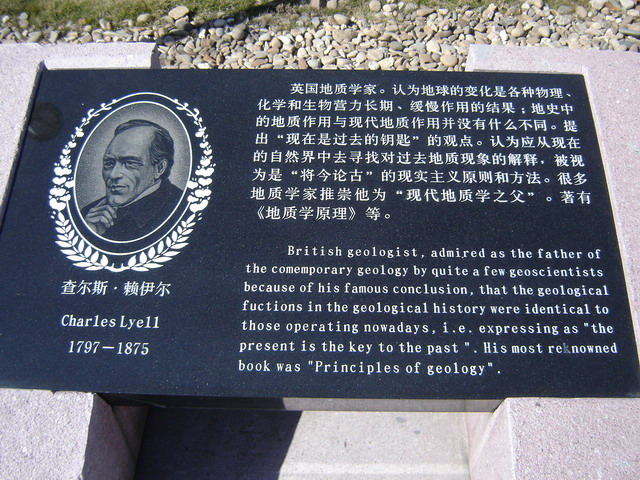 英国地质学家。认为地球的变化是各种物理、
化学和生物营力长期、缓慢作用的结果；地史中
的地质作用与现代地质作用并没有什么不同。提
出“现在是过去的钥匙”的观点。认为应从现在
的自然界中去寻找对过去地质现象的解释，被视
为是“将今论古”的现实主义原则和方法。很多
地质学家推崇他为“现代地质学之父”。著有
《地质学原理》等。
British geologist, admired as the father of
the comemporary geology by quite a few geoscientists
because of his famous conclusion, that the geological
fuctions in the geological history were identical to
those operating nowadays, i.e. expressing as "the
present is the key to the past ". His most reknowned
book was "Principles of geology".
查尔斯·赖伊尔
Charles Lyell
1797-1875